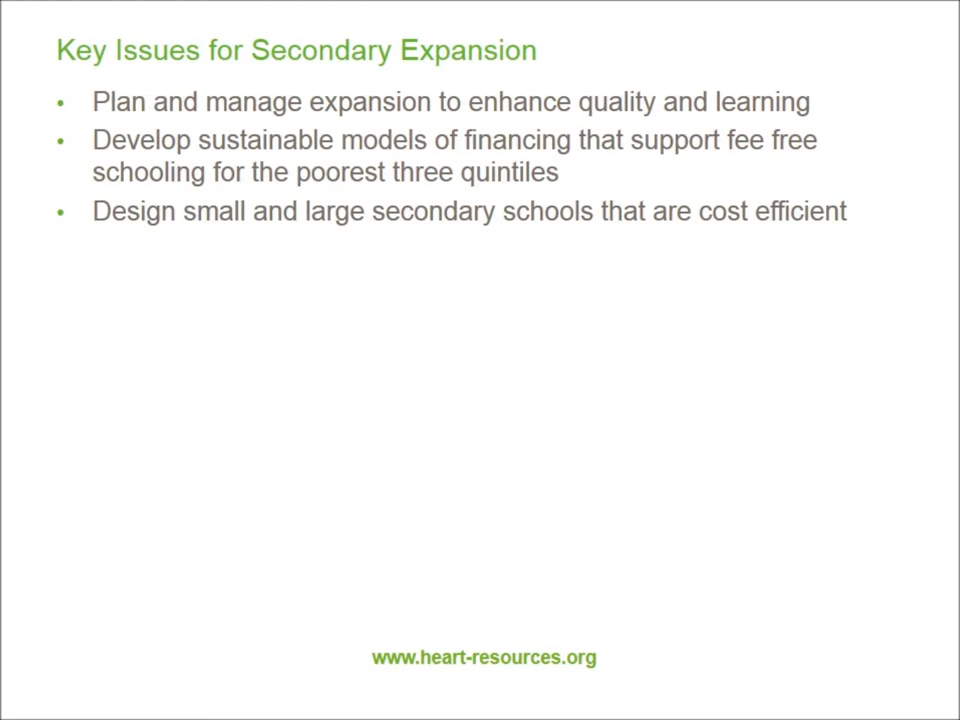 Key Issues for Secondary Expansion
• Plan and manage expansion to enhance quality and learning
• Develop sustainable models of financing that support fee free
schooling for the poorest three quintiles
• Design small and large secondary schools that are cost efficient
www.heart-resources.org